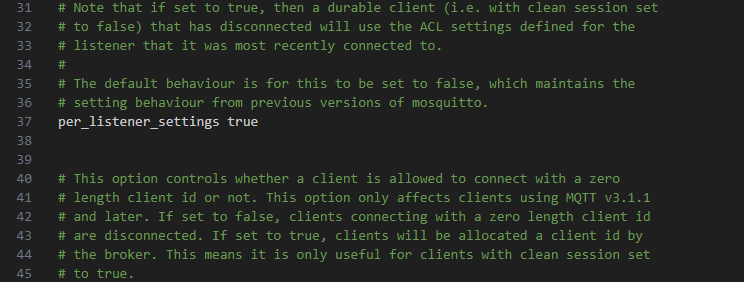 31 # Note that if set to true, then a durable client (i.e. with clean session set
32 # to false) that has disconnected will use the ACL settings defined for the
33 # listener that it was most recently connected to.
34 #
35 # The default behaviour is for this to be set to false, which maintains the
36 # setting behaviour from previous versions of mosquitto.
37 per_listener_settings true
38
39
40 # This option controls whether a client is allowed to connect with a zero
41 # length client id or not. This option only affects clients using MQTT v3.1.1
42 # and later. If set to false, clients connecting with a zero length client id
43 # are disconnected. If set to true, clients will be allocated a client id by
44 # the broker. This means it is only useful for clients with clean session set
45 # to true.